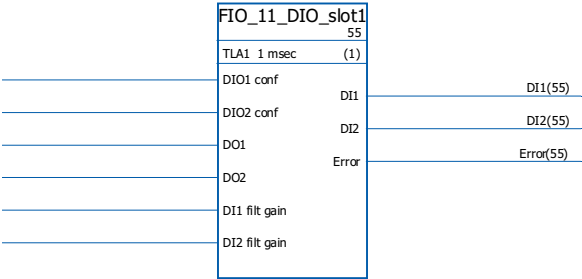 FIO_11_DIO_slot1
55
TLA1 1 msec (1)
DIO1 conf
DI1 DI1(55)
DIO2 conf
DI2 DI2(55)
DO1
Error Error(55)
DO2
DI1 filt gain
DI2 filt gain